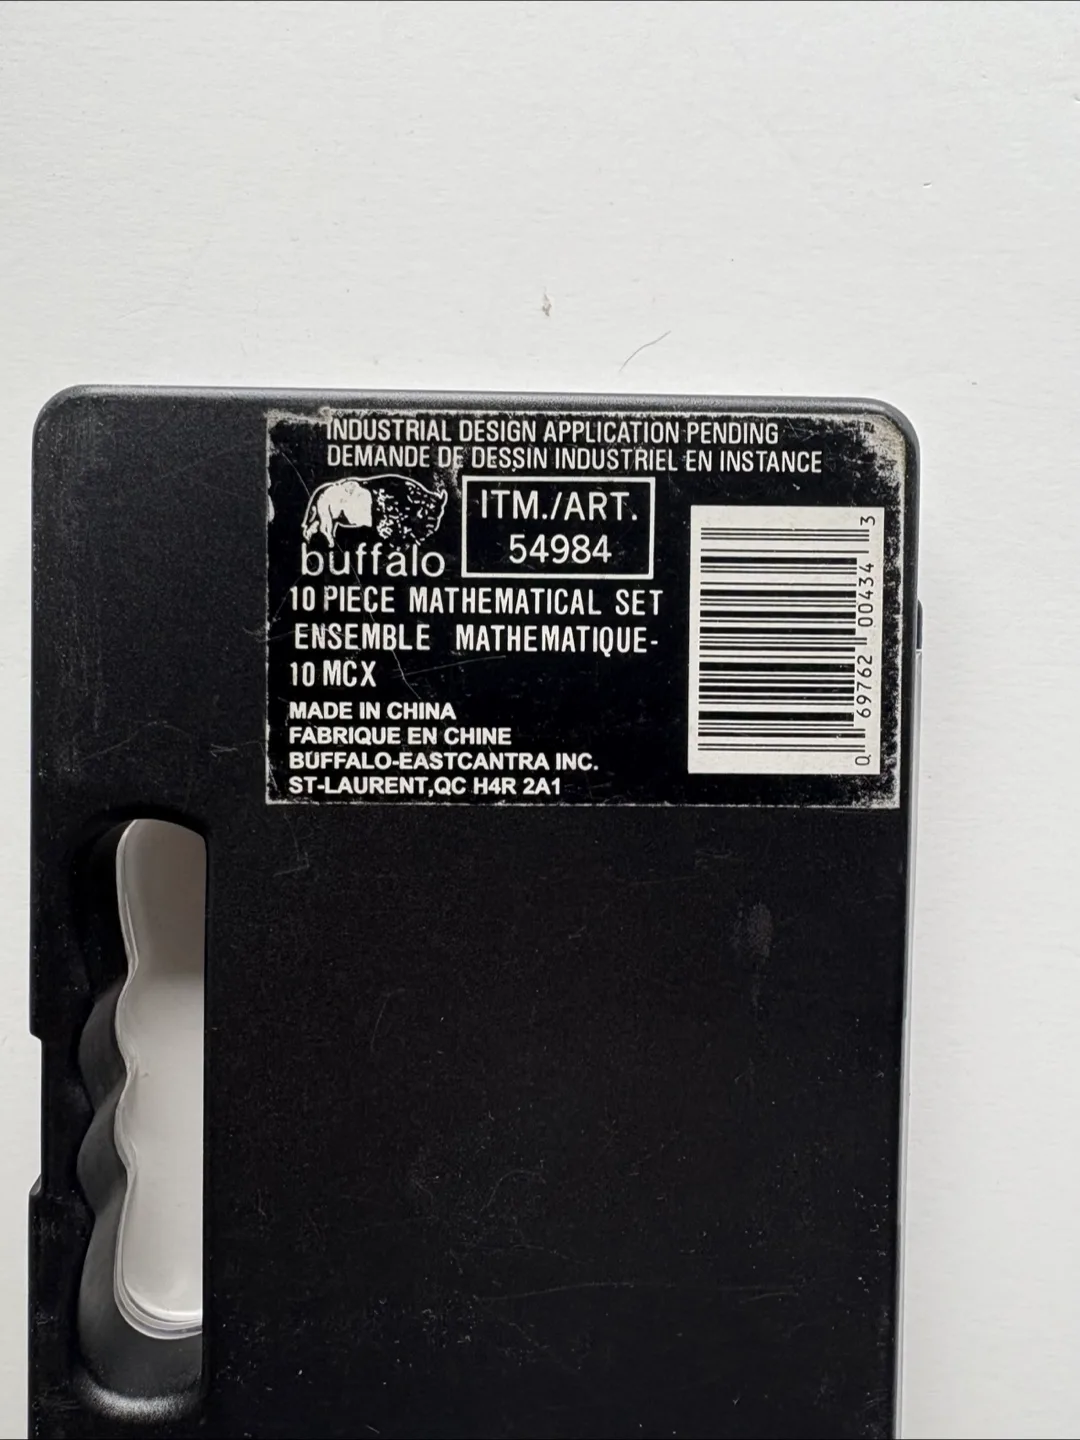 INDUSTRIAL DESIGN APPLICATION PENDING
DEMANDE DE DESSIN INDUSTRIEL EN INSTANCE
buffalo
ITM./ART.
54984
10 PIECE MATHEMATICAL SET
ENSEMBLE MATHEMATIQUE-
10 MCX
MADE IN CHINA
FABRIQUE EN CHINE
BUFFALO-EASTCANTRA INC.
ST-LAURENT,QC H4R 2A1
0 69762 00434 3